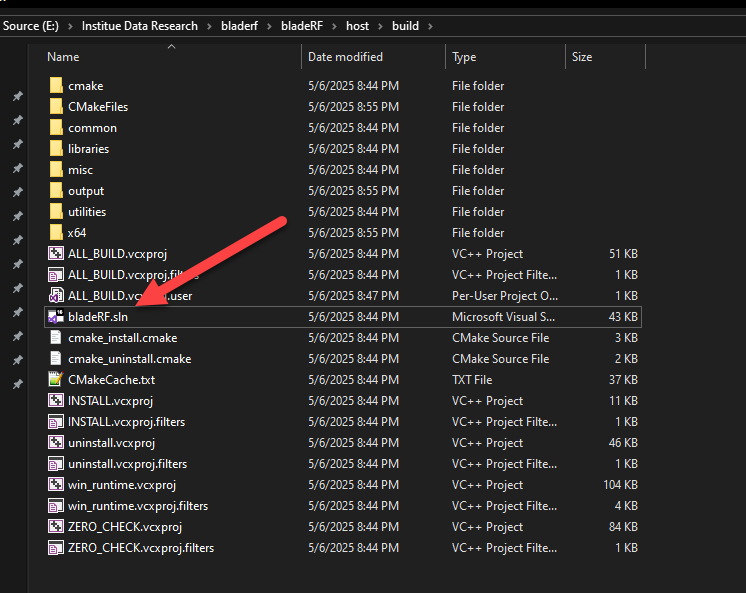 Source (E:) > Institue Data Research > bladerf > bladeRF > host > build >
Name Date modified Type Size
cmake 5/6/2025 8:44 PM File folder
CMakeFiles 5/6/2025 8:55 PM File folder
common 5/6/2025 8:44 PM File folder
libraries 5/6/2025 8:44 PM File folder
misc 5/6/2025 8:44 PM File folder
output 5/6/2025 8:55 PM File folder
utilities 5/6/2025 8:44 PM File folder
x64 5/6/2025 8:55 PM File folder
ALL_BUILD.vcxproj 5/6/2025 8:44 PM VC++ Project 51 KB
ALL_BUILD.vcxproj.filters 5/6/2025 8:44 PM VC++ Project Filte... 1 KB
ALL_BUILD.vcxproj.user 5/6/2025 8:47 PM Per-User Project O... 1 KB
bladeRF.sln 5/6/2025 8:44 PM Microsoft Visual S... 43 KB
cmake_install.cmake 5/6/2025 8:44 PM CMake Source File 3 KB
cmake_uninstall.cmake 5/6/2025 8:44 PM CMake Source File 2 KB
CMakeCache.txt 5/6/2025 8:44 PM TXT File 37 KB
INSTALL.vcxproj 5/6/2025 8:44 PM VC++ Project 11 KB
INSTALL.vcxproj.filters 5/6/2025 8:44 PM VC++ Project Filte... 1 KB
uninstall.vcxproj 5/6/2025 8:44 PM VC++ Project 46 KB
uninstall.vcxproj.filters 5/6/2025 8:44 PM VC++ Project Filte... 1 KB
win_runtime.vcxproj 5/6/2025 8:44 PM VC++ Project 104 KB
win_runtime.vcxproj.filters 5/6/2025 8:44 PM VC++ Project Filte... 4 KB
ZERO_CHECK.vcxproj 5/6/2025 8:44 PM VC++ Project 84 KB
ZERO_CHECK.vcxproj.filters 5/6/2025 8:44 PM VC++ Project Filte... 1 KB